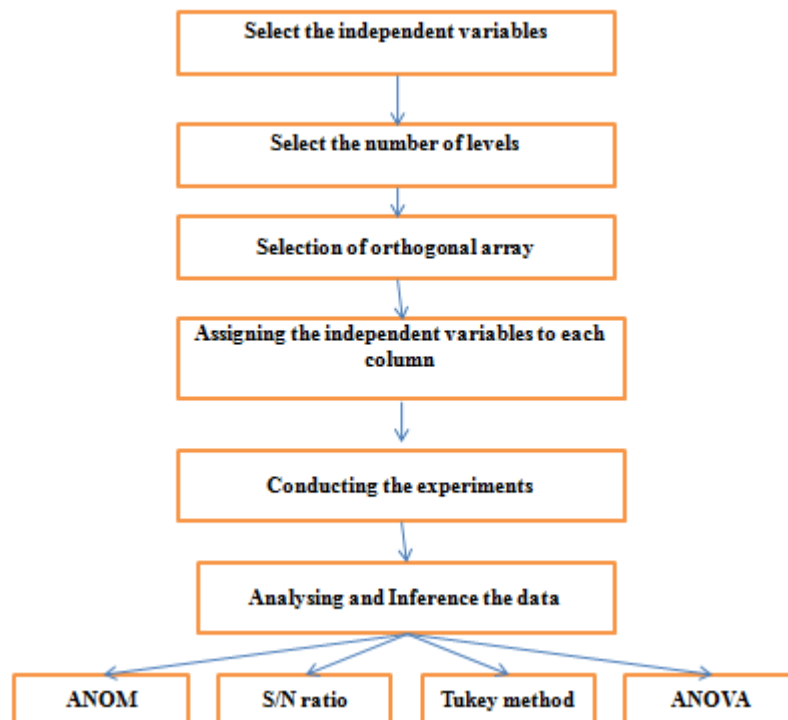 Select the independent variables
Select the number of levels
Selection of orthogonal array
Assigning the independent variables to each
column
Conducting the experiments
Analysing and Inference the data
ANOM
S/N ratio
Tukey method
ANOVA